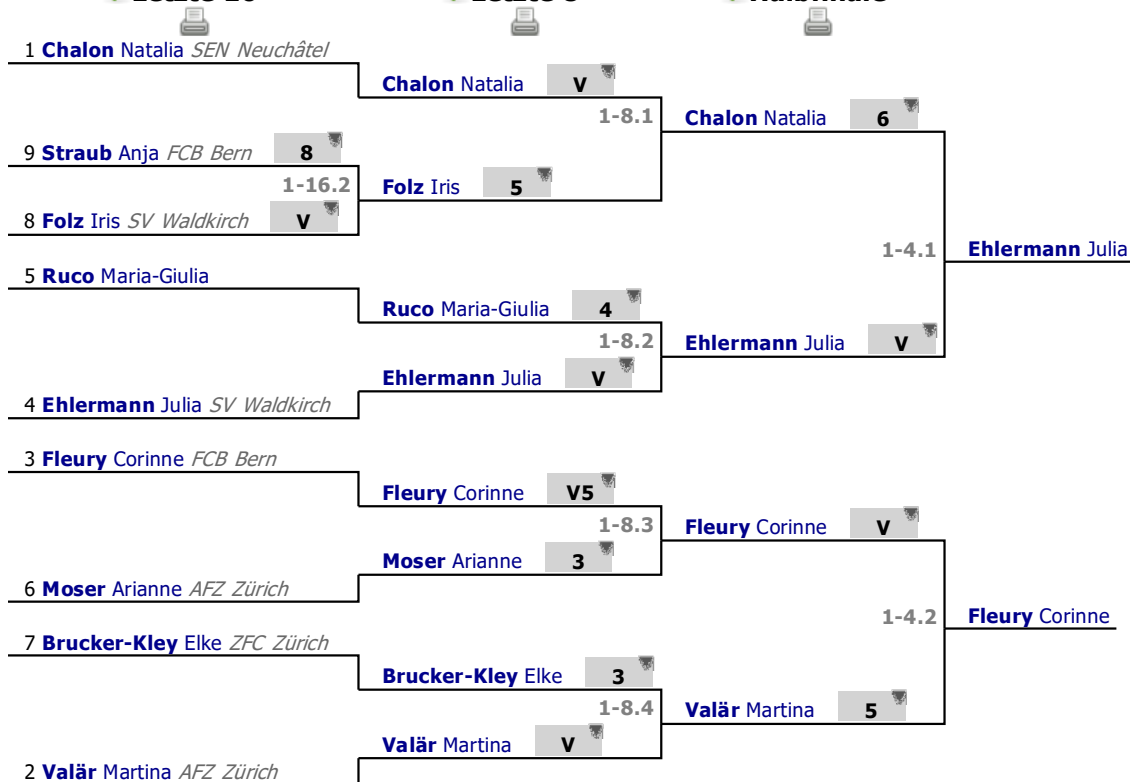 1 Chalon Natalia SEN Neuchâtel
Chalon Natalia V
1-8.1
Chalon Natalia 6
9 Straub Anja FCB Bern 8
1-16.2
Folz Iris 5
8 Folz Iris SV Waldkirch V
1-4.1
Ehlermann Julia
5 Ruco Maria-Giulia
Ruco Maria-Giulia 4
1-8.2
Ehlermann Julia V
Ehlermann Julia V
4 Ehlermann Julia SV Waldkirch
3 Fleury Corinne FCB Bern
Fleury Corinne V5
1-8.3
Fleury Corinne V
Moser Arianne 3
6 Moser Arianne AFZ Zürich
1-4.2
Fleury Corinne
7 Brucker-Kley Elke ZFC Zürich
Brucker-Kley Elke 3
1-8.4
Valär Martina 5
Valär Martina V
2 Valär Martina AFZ Zürich